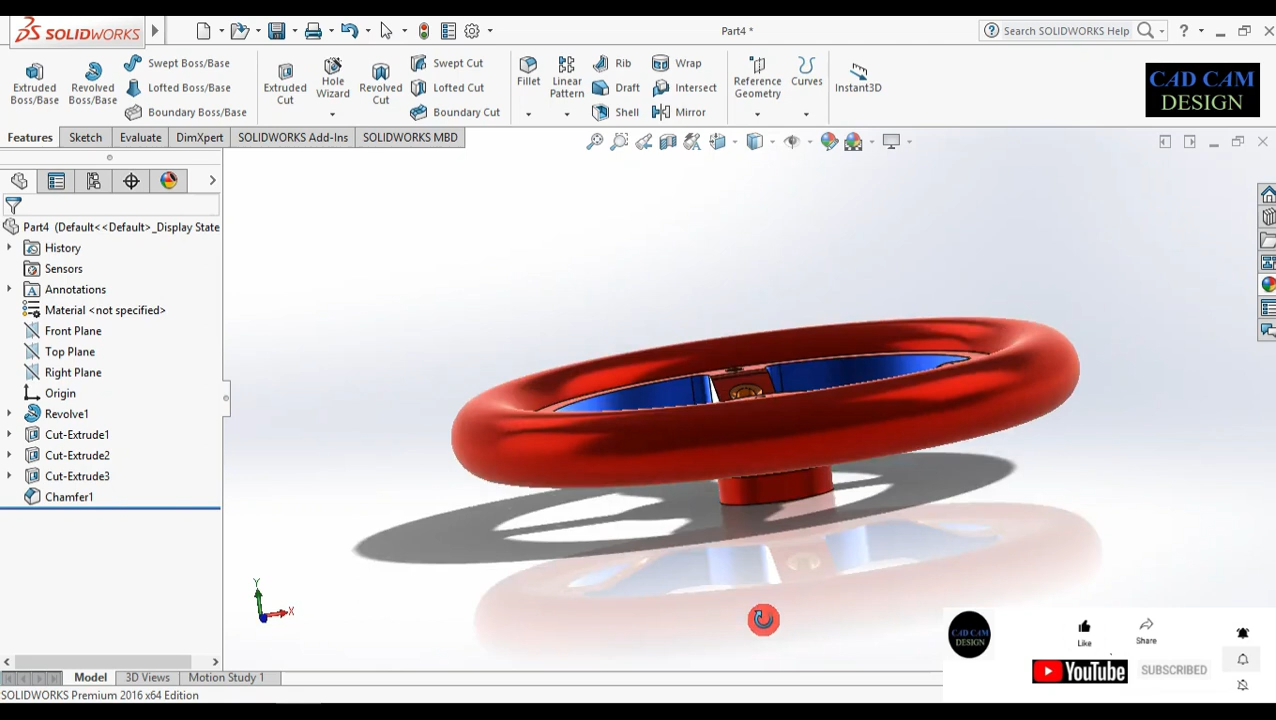 SOLIDWORKS
Part4 *
Search SOLIDWORKS Help
Extruded Boss/Base
Revolved Boss/Base
Swept Boss/Base
Lofted Boss/Base
Boundary Boss/Base
Extruded Cut
Hole Wizard
Revolved Cut
Swept Cut
Lofted Cut
Boundary Cut
Fillet
Linear Pattern
Rib
Draft
Shell
Wrap
Intersect
Mirror
Reference Geometry
Curves
Instant3D
CAD CAM
DESIGN
Features Sketch Evaluate DimXpert SOLIDWORKS Add-Ins SOLIDWORKS MBD
Part4 (Default<<Default>_Display State
History
Sensors
Annotations
Material <not specified>
Front Plane
Top Plane
Right Plane
Origin
Revolve1
Cut-Extrude1
Cut-Extrude2
Cut-Extrude3
Chamfer1
Y
X
CAD CAM
DESIGN
Like
Share
YouTube
SUBSCRIBED
Model 3D Views Motion Study 1
SOLIDWORKS Premium 2016 x64 Edition